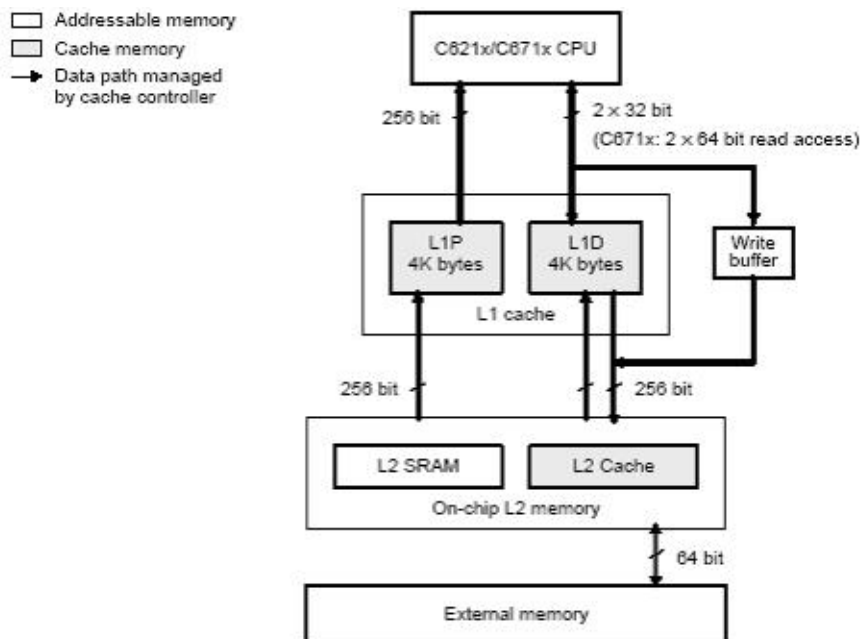 Addressable memory
Cache memory
Data path managed
by cache controller
C621x/C671x CPU
256 bit
2 x 32 bit
(C671x: 2 x 64 bit read access)
L1P
4K bytes
L1D
4K bytes
Write
buffer
L1 cache
256 bit
256 bit
L2 SRAM
L2 Cache
On-chip L2 memory
64 bit
External memory